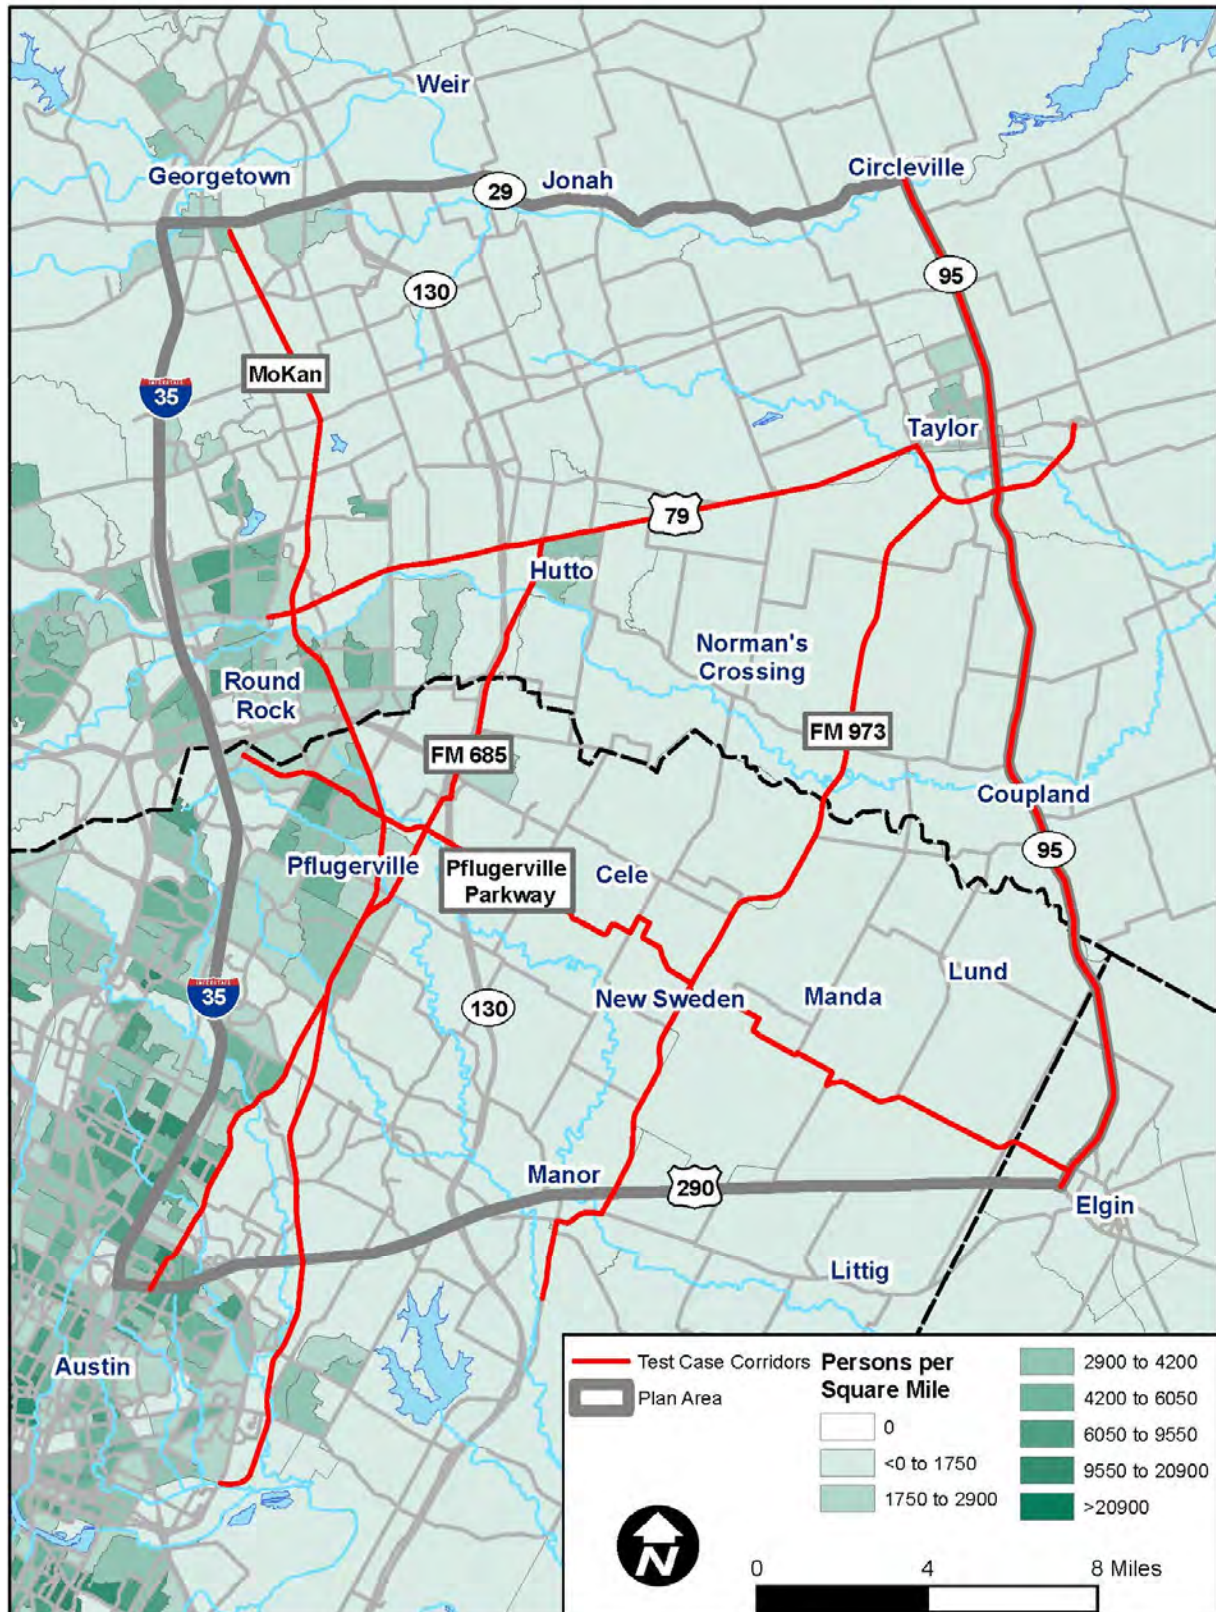 Weir
Georgetown
29
Jonah
Circleville
130
95
MoKan
INTERSTATE
35
Taylor
79
Hutto
Norman's
Crossing
Round
Rock
FM 685
FM 973
Coupland
Pflugerville
Pflugerville
Parkway
Cele
95
INTERSTATE
35
130
New Sweden
Manda
Lund
Manor
290
Elgin
Littig
Austin
Test Case Corridors
Plan Area
Persons per
Square Mile
0
<0 to 1750
1750 to 2900
2900 to 4200
4200 to 6050
6050 to 9550
9550 to 20900
>20900
N
0 4 8 Miles